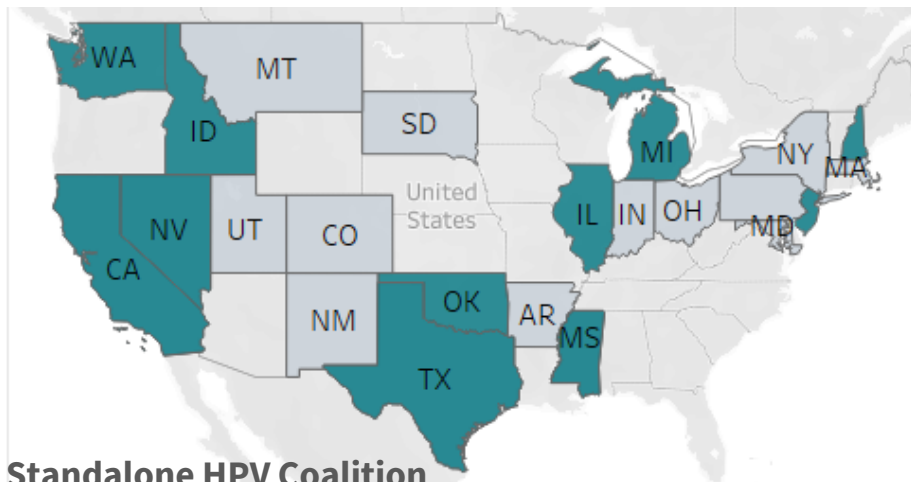 WA
MT
ID
SD
NY
MA
MI
United
States
NV
UT
CO
IL
IN
OH
MD
CA
NM
OK
AR
MS
TX
Standalone HPV Coalition